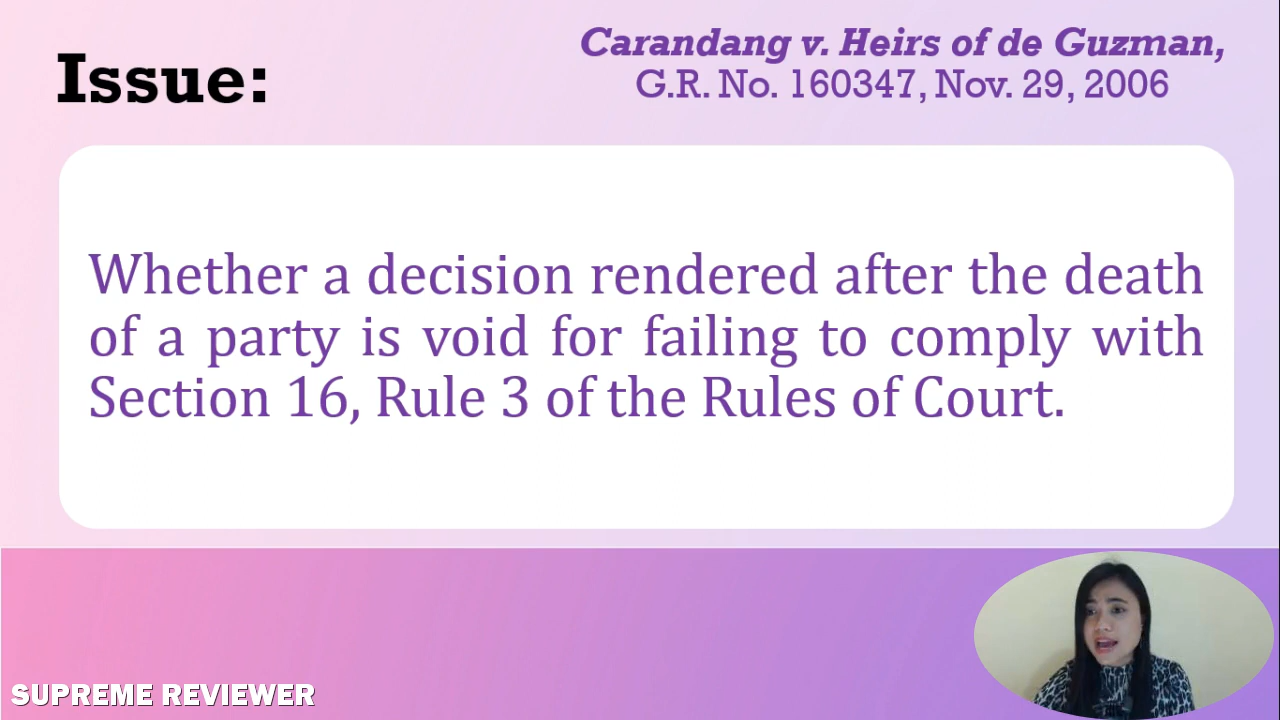 Issue:
Carandang v. Heirs of de Guzman,
G.R. No. 160347, Nov. 29, 2006
Whether a decision rendered after the death
of a party is void for failing to comply with
Section 16, Rule 3 of the Rules of Court.
SUPREME REVIEWER